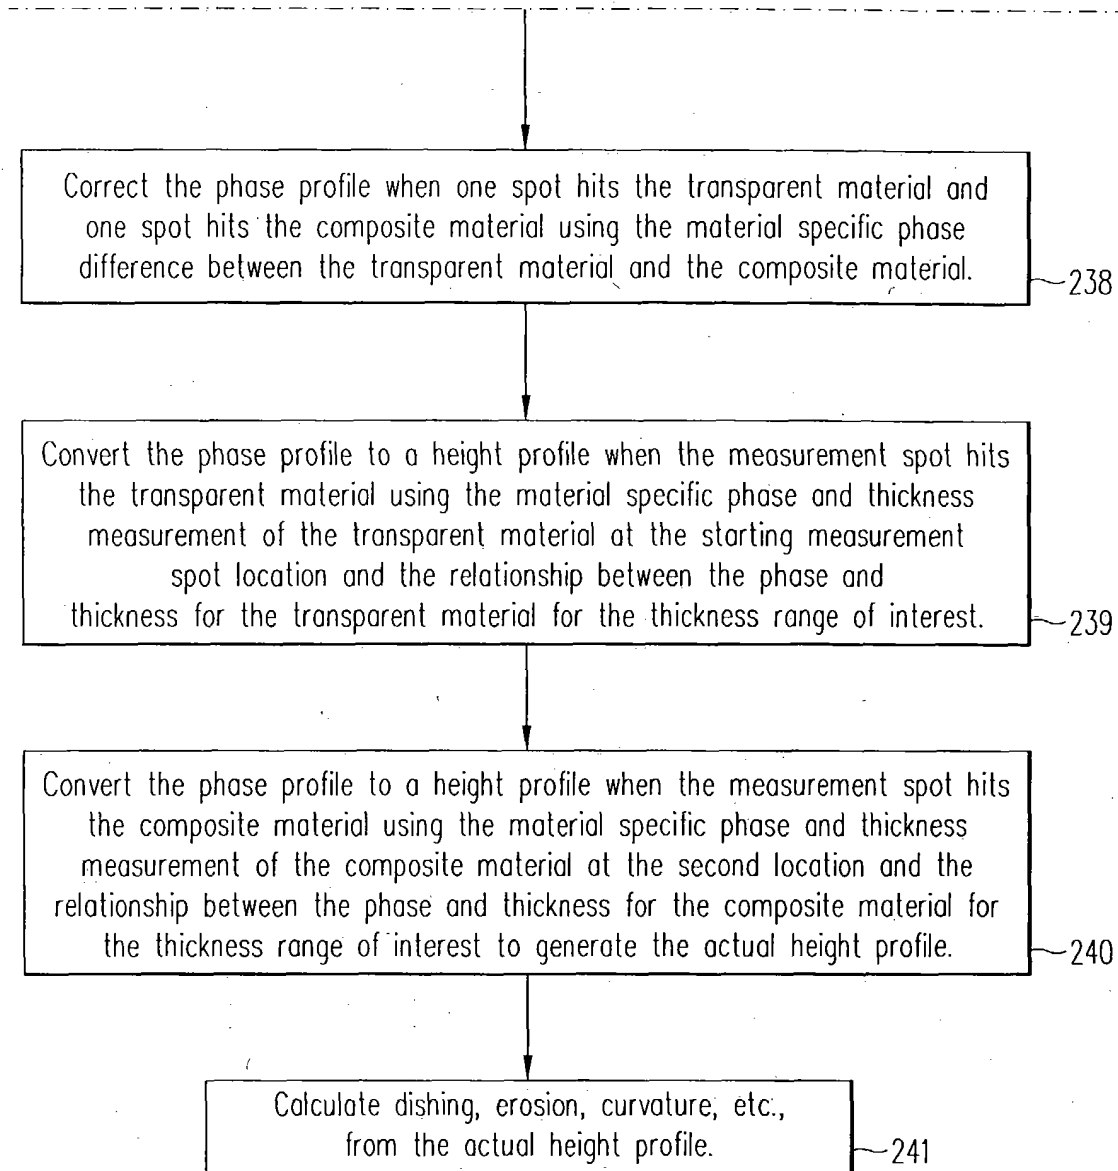 Correct the phase profile when one spot hits the transparent material and
one spot hits the composite material using the material specific phase
difference between the transparent material and the composite material.
238
Convert the phase profile to a height profile when the measurement spot hits
the transparent material using the material specific phase and thickness
measurement of the transparent material at the starting measurement
spot location and the relationship between the phase and
thickness for the transparent material for the thickness range of interest.
239
Convert the phase profile to a height profile when the measurement spot hits
the composite material using the material specific phase and thickness
measurement of the composite material at the second location and the
relationship between the phase and thickness for the composite material for
the thickness range of interest to generate the actual height profile.
240
Calculate dishing, erosion, curvature, etc.,
from the actual height profile.
241